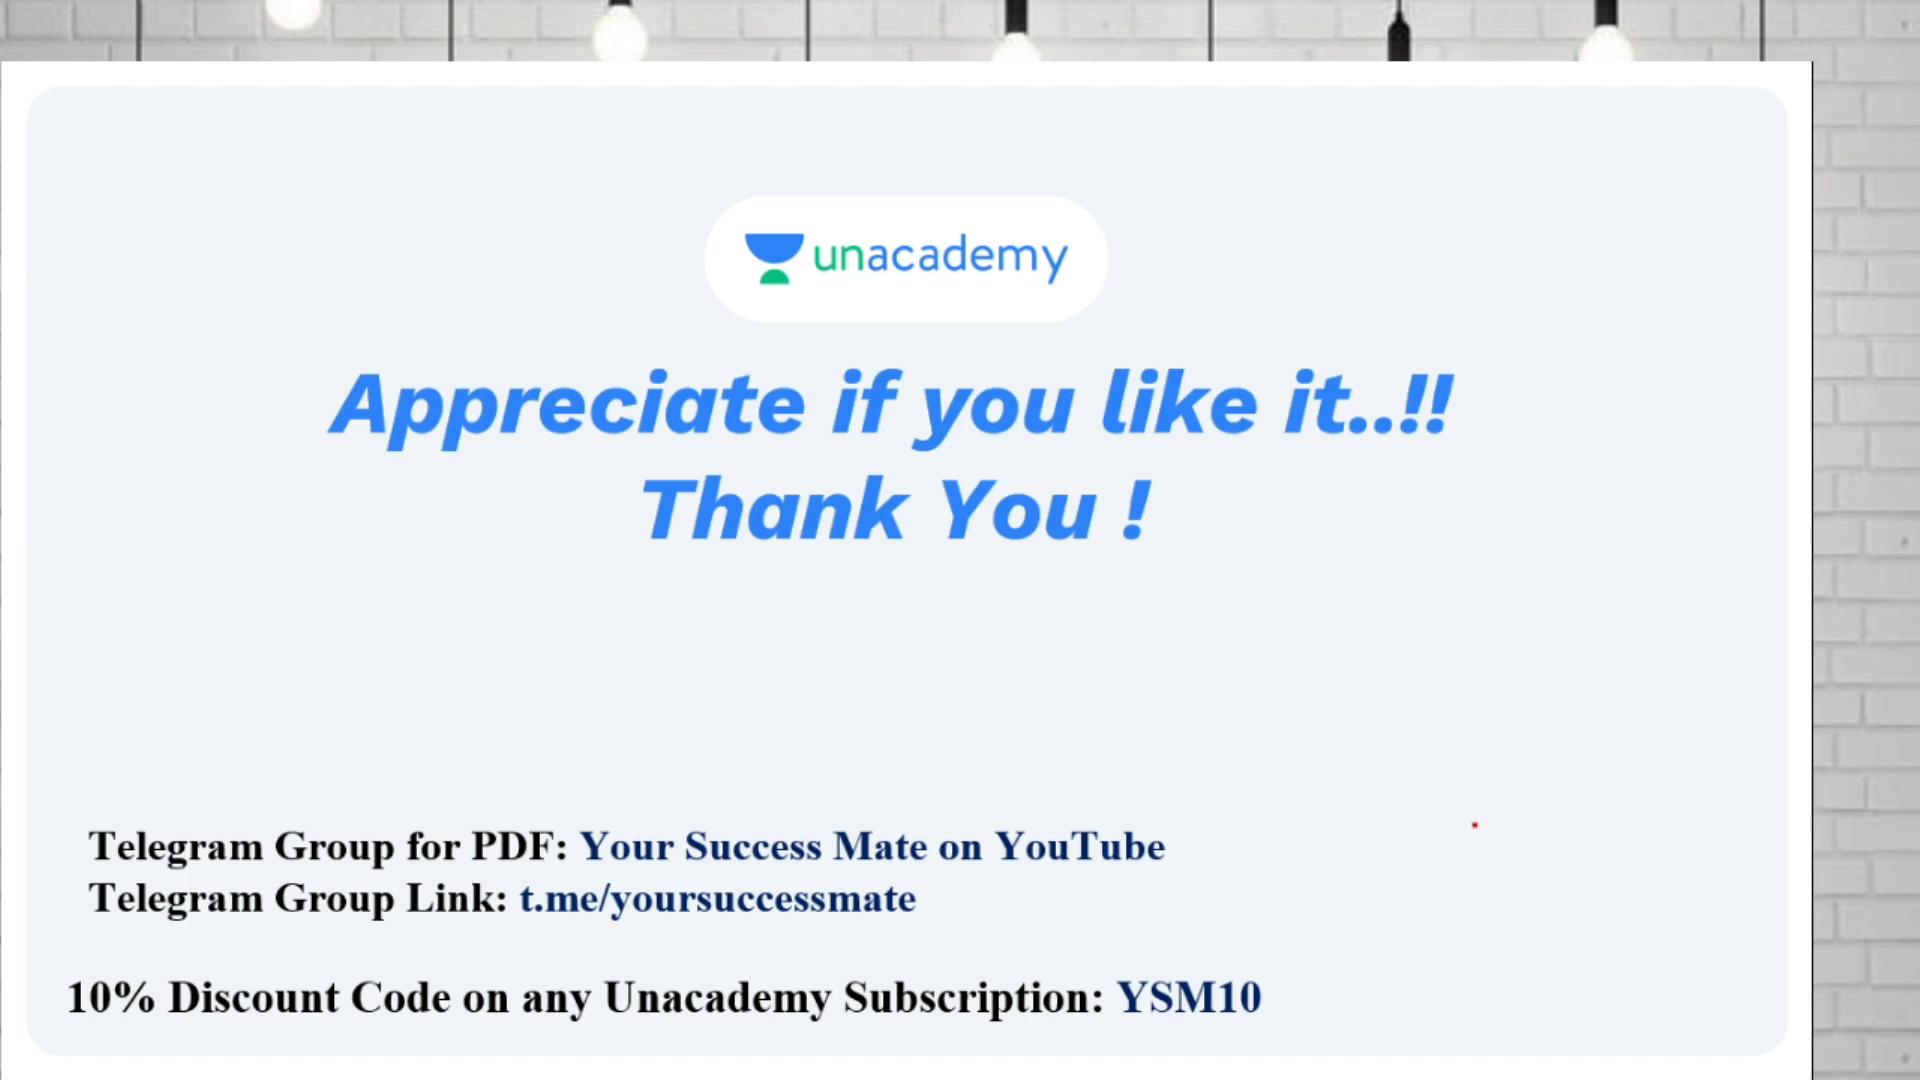 unacademy
Appreciate if you like it..!!
Thank You !
Telegram Group for PDF: Your Success Mate on YouTube
Telegram Group Link: t.me/yoursuccessmate
10% Discount Code on any Unacademy Subscription: YSM10